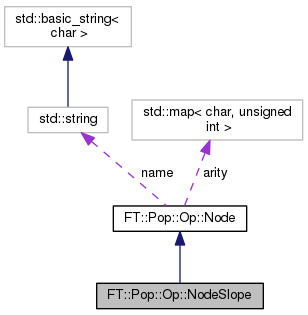 std::basic_string<
char >
std::string
std::map< char, unsigned
int >
name
arity
FT::Pop::Op::Node
FT::Pop::Op::NodeSlope